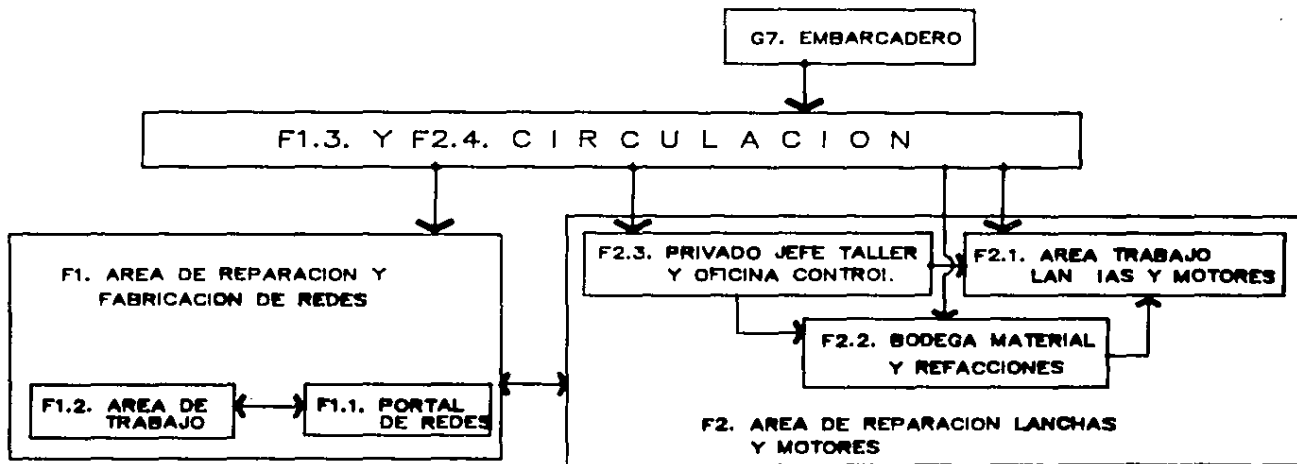 G7. EMBARCADERO
F1.3. Y F2.4. CIRCULACION
F1. AREA DE REPARACION Y
FABRICACION DE REDES
F1.2. AREA DE
TRABAJO
F1.1. PORTAL
DE REDES
F2.3. PRIVADO JEFE TALLER
Y OFICINA CONTROL.
F2.1. AREA TRABAJO
LAN IAS Y MOTORES
F2.2. BODEGA MATERIAL
Y REFACCIONES
F2. AREA DE REPARACION LANCHAS
Y MOTORES